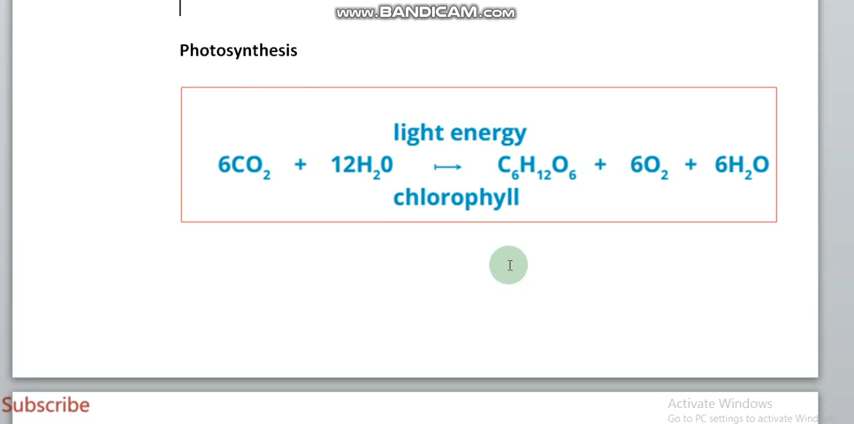 www.BANDICAM.com
Photosynthesis
light energy
6CO₂ + 12H₂0 ⟼ C₆H₁₂O₆ + 6O₂ + 6H₂O
chlorophyll
Subscribe
Activate Windows
Go to PC settings to activate Windows.